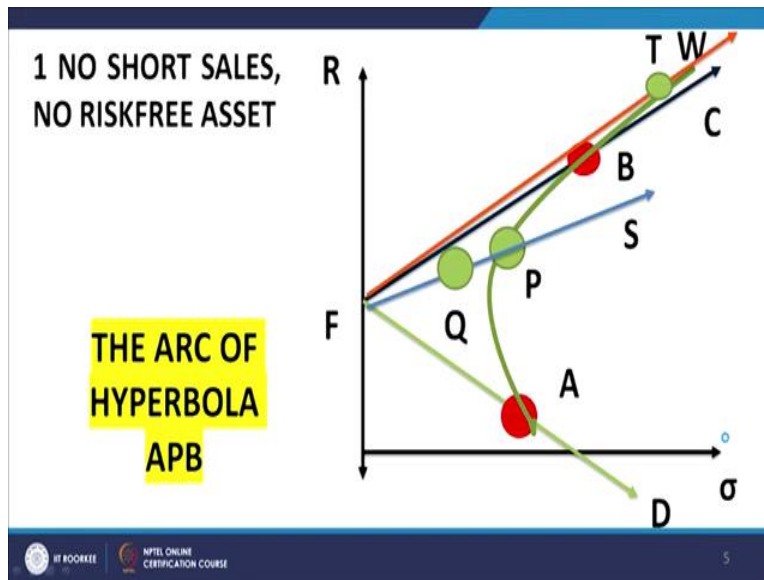 1 NO SHORT SALES,
NO RISKFREE ASSET
R
T W
C
B
S
P
F
Q
A
THE ARC OF
HYPERBOLA
APB
σ
D
IIT ROORKEE
NPTEL ONLINE
CERTIFICATION COURSE
5